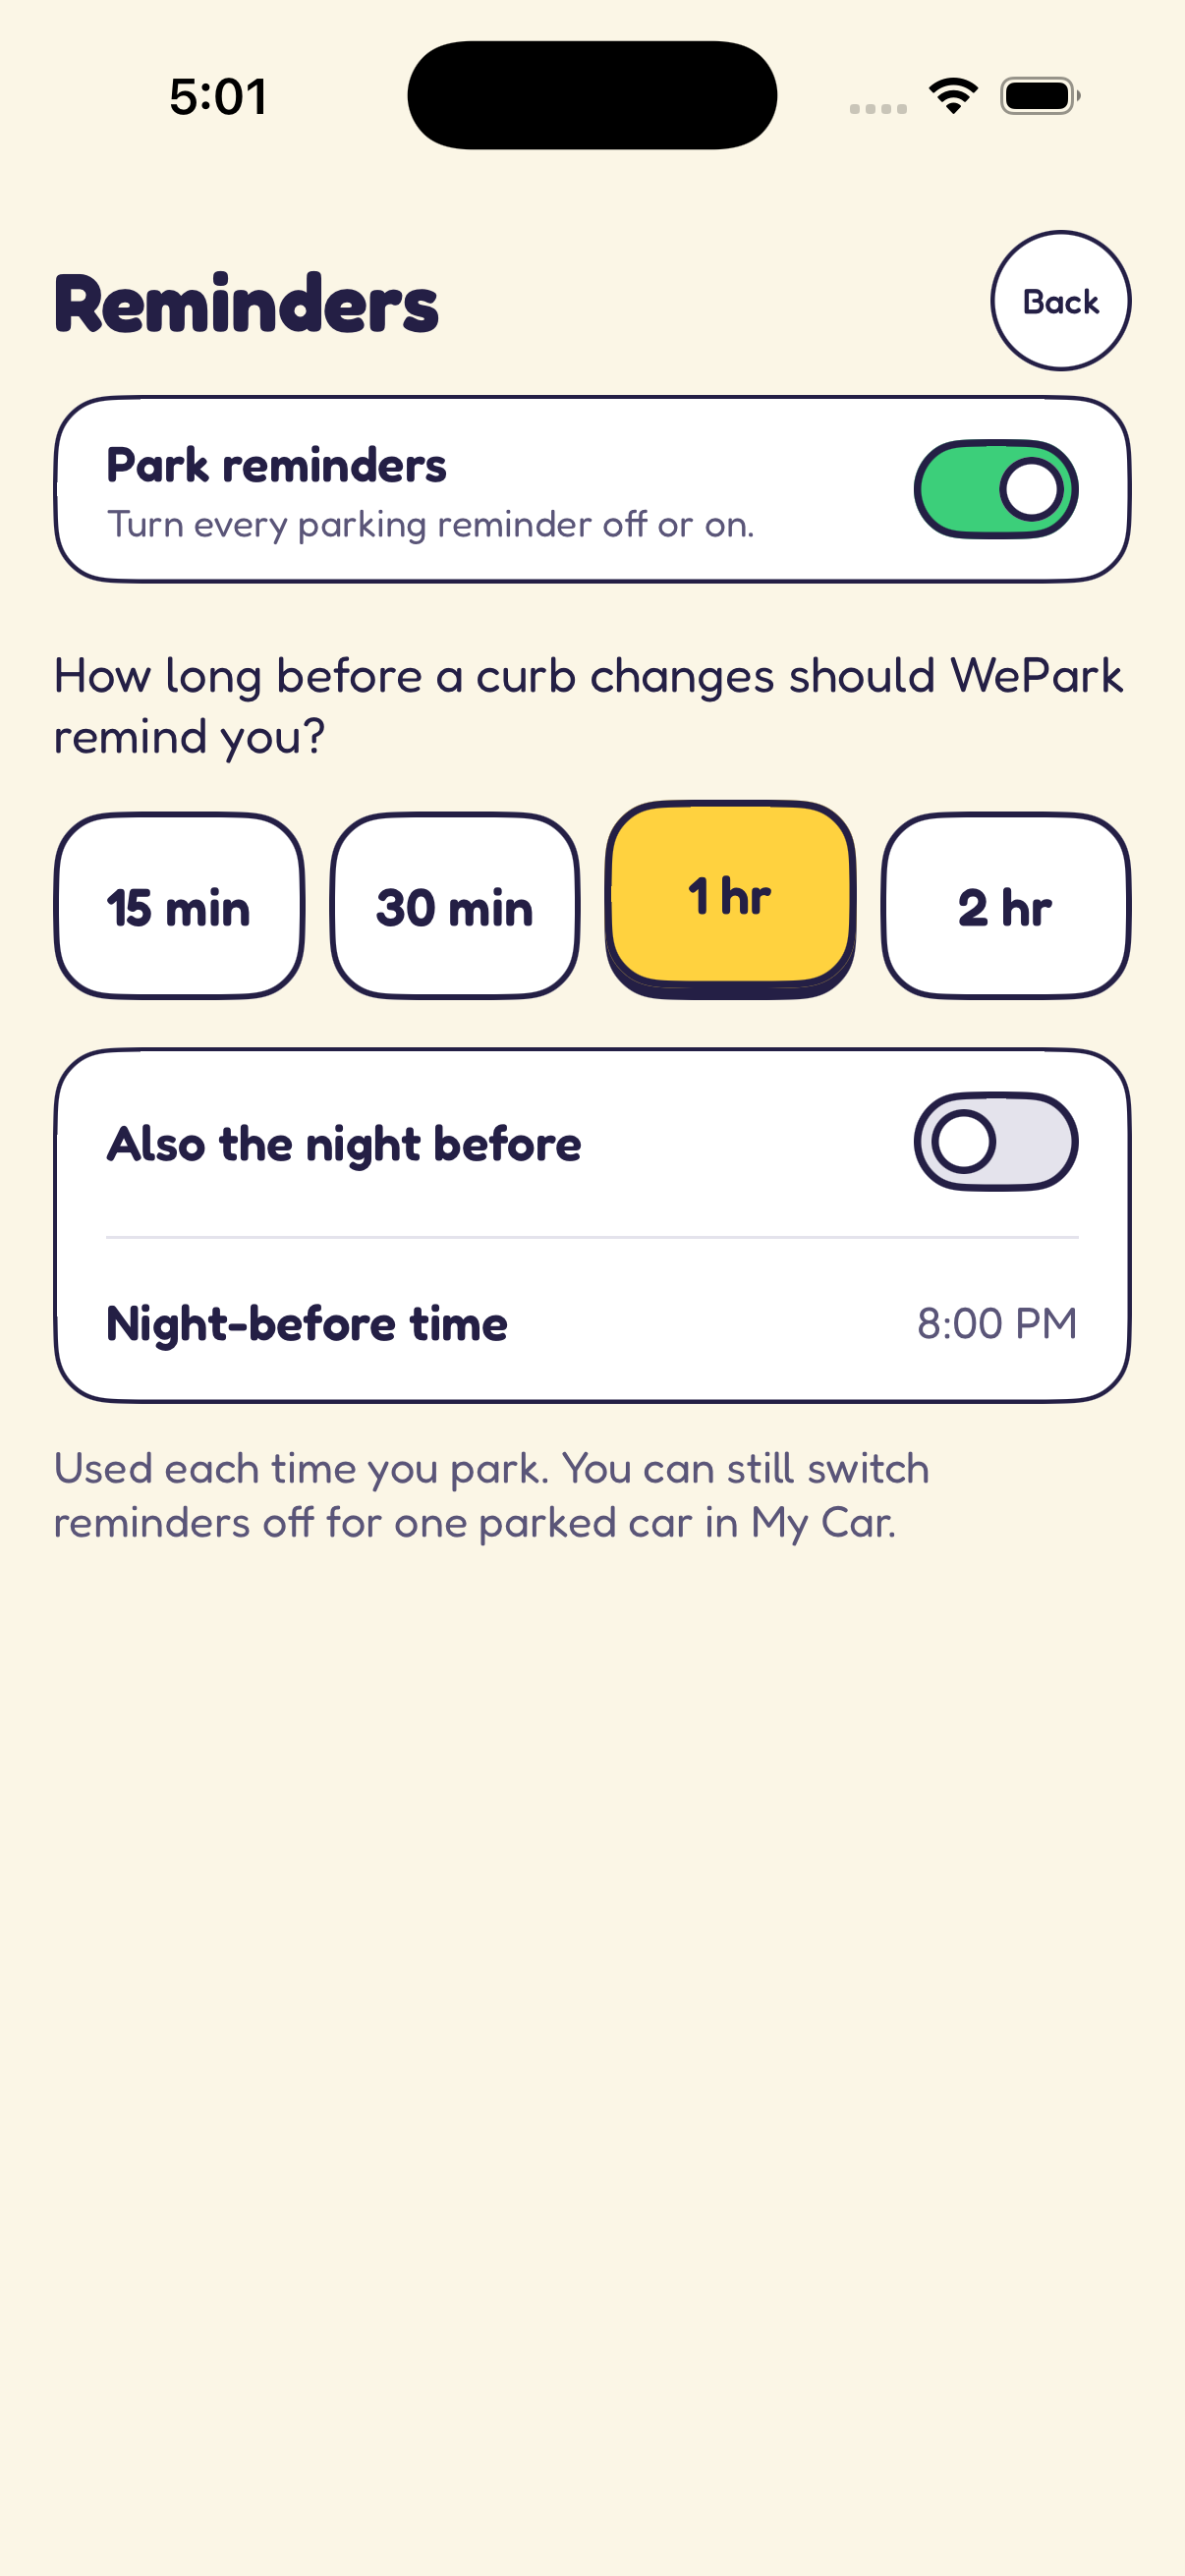 5:01
Reminders
Back
Park reminders
Turn every parking reminder off or on.
How long before a curb changes should WePark
remind you?
15 min
30 min
1 hr
2 hr
Also the night before
Night-before time
8:00 PM
Used each time you park. You can still switch
reminders off for one parked car in My Car.